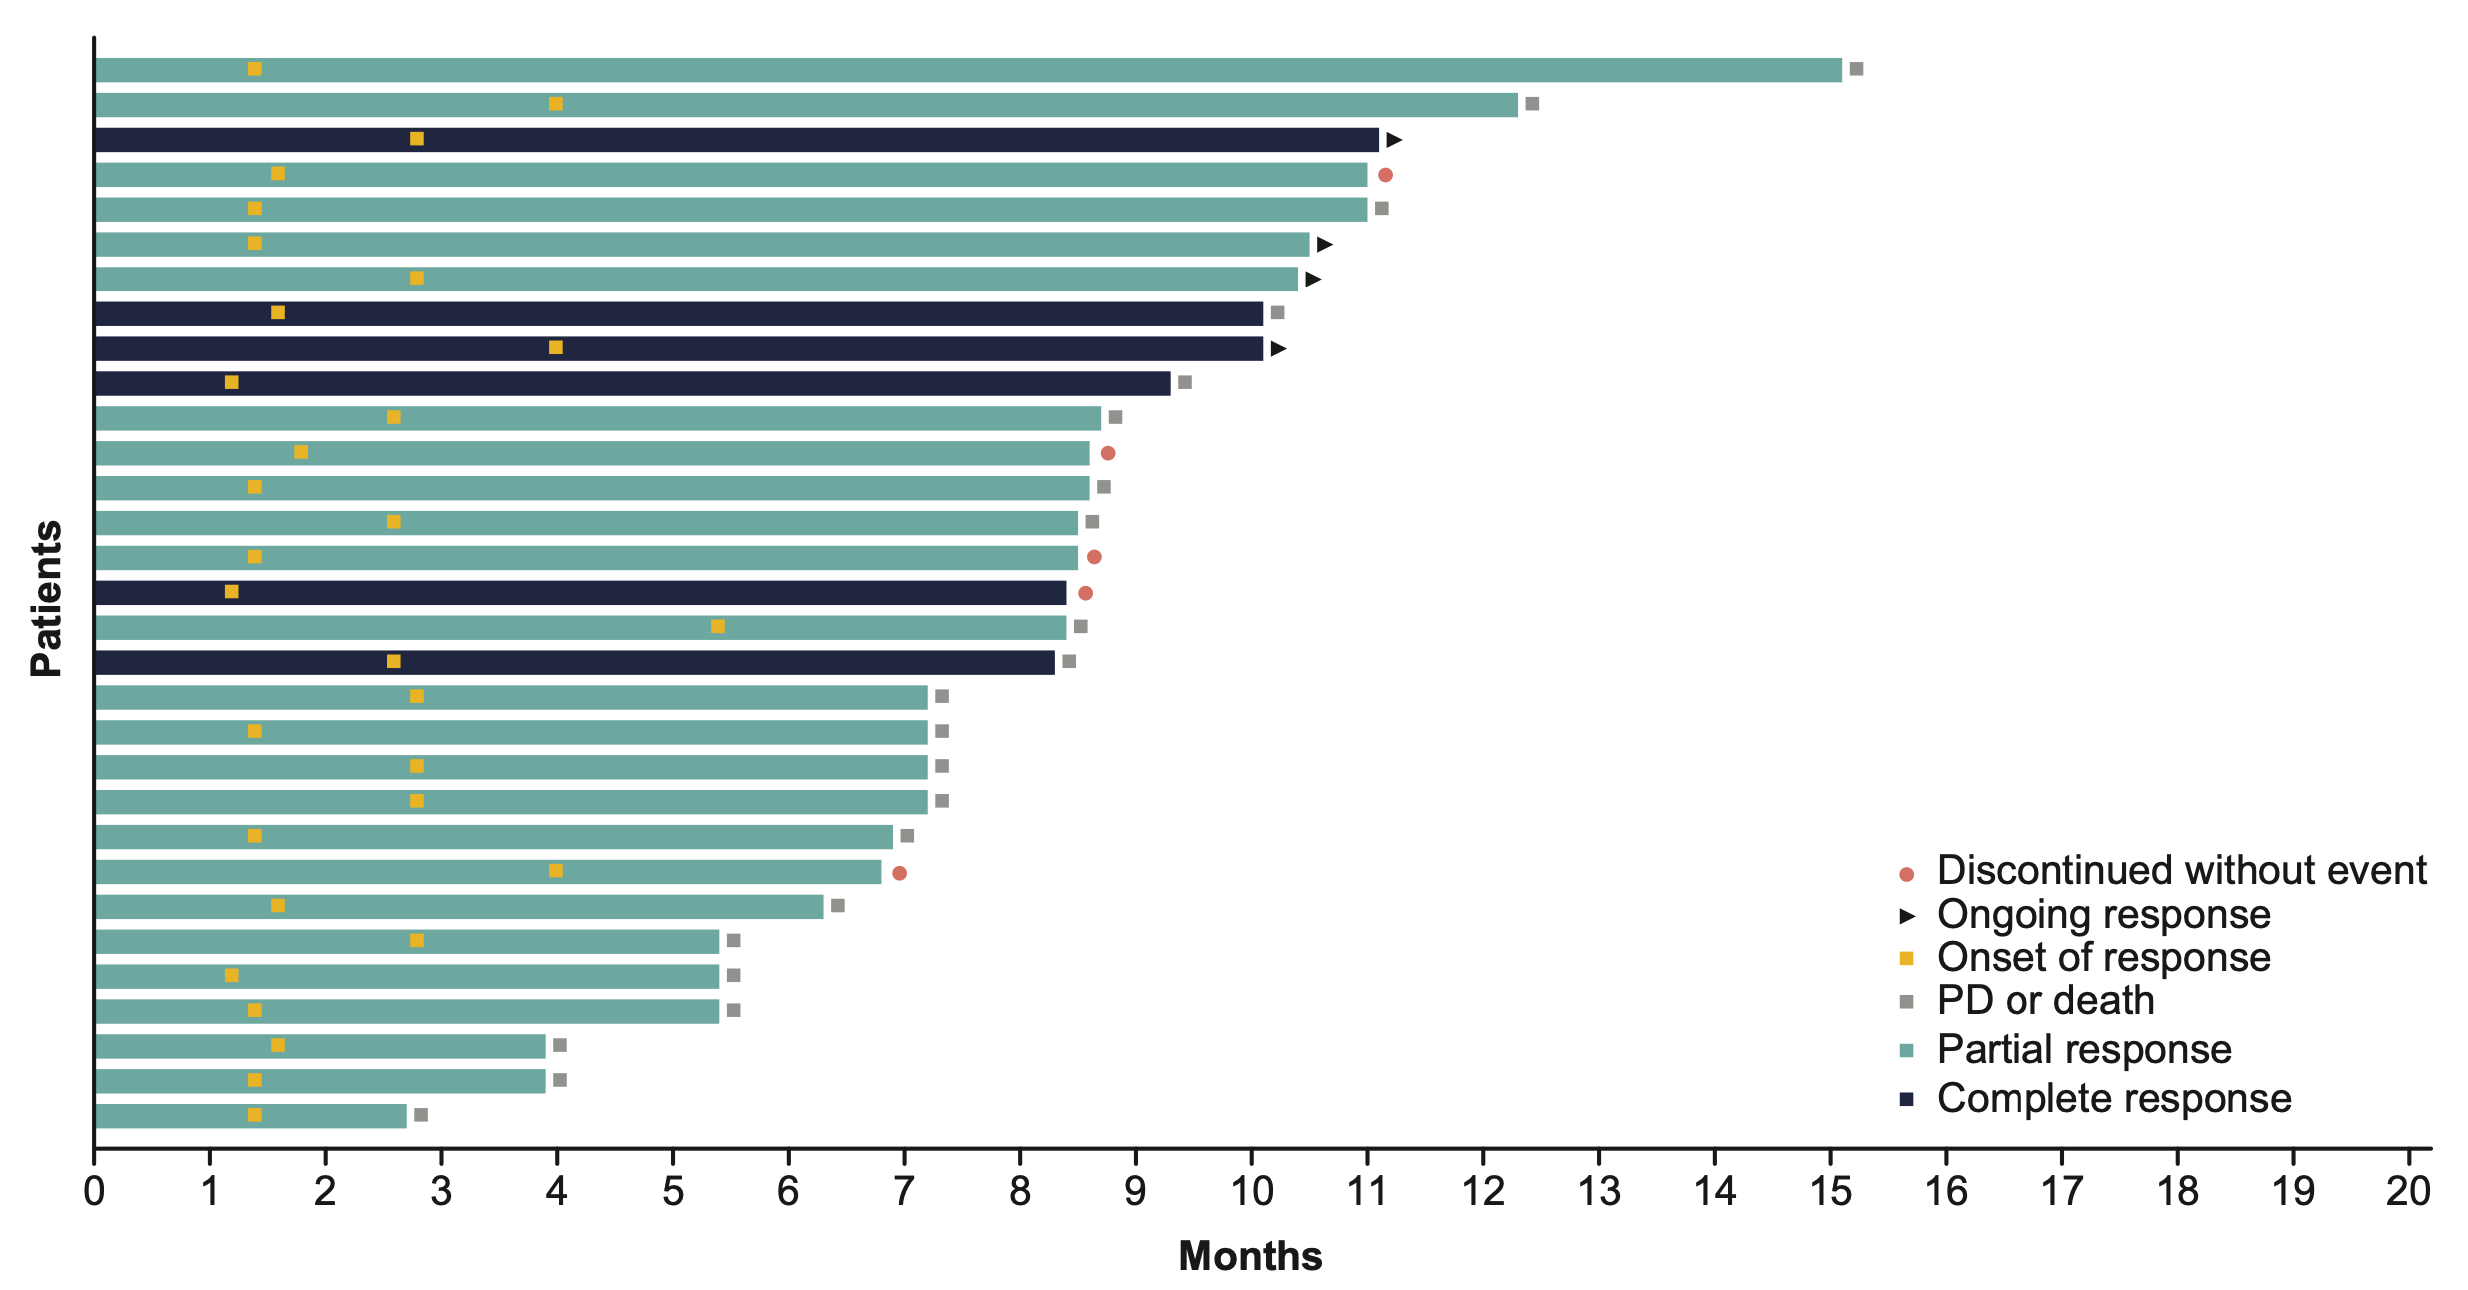 Patients
Discontinued without event
Ongoing response
Onset of response
PD or death
Partial response
Complete response
0 1 2 3 4 5 6 7 8 9 10 11 12 13 14 15 16 17 18 19 20
Months